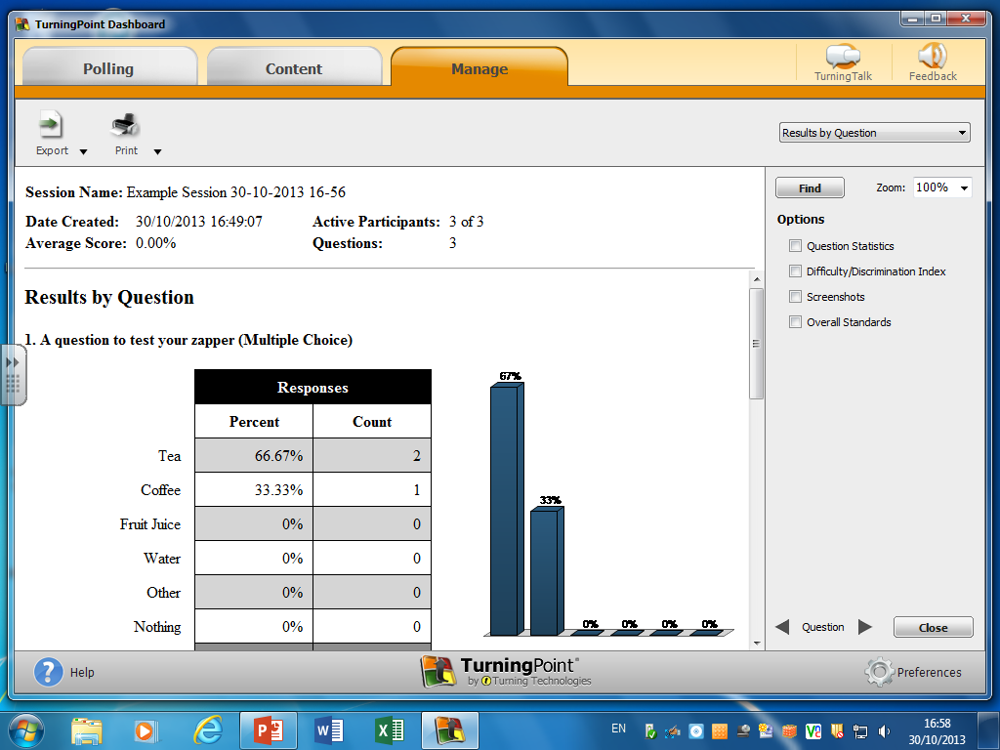 TurningPoint Dashboard
Polling
Content
Manage
TurningTalk
Feedback
Export
Print
Results by Question
Session Name: Example Session 30-10-2013 16-56
Date Created: 30/10/2013 16:49:07 Active Participants: 3 of 3
Average Score: 0.00% Questions: 3
Find
Zoom: 100%
Options
Question Statistics
Difficulty/Discrimination Index
Screenshots
Overall Standards
Results by Question
1. A question to test your zapper (Multiple Choice)
Responses
Percent Count
Tea 66.67% 2
Coffee 33.33% 1
Fruit Juice 0% 0
Water 0% 0
Other 0% 0
Nothing 0% 0
67%
33%
0% 0% 0% 0%
Question
Close
Help
TurningPoint®
by Turning Technologies
Preferences
EN
16:58
30/10/2013